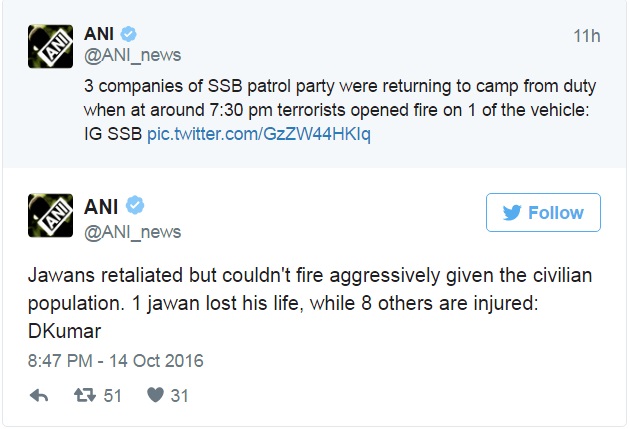 ANI
11h
@ANI_news
3 companies of SSB patrol party were returning to camp from duty
when at around 7:30 pm terrorists opened fire on 1 of the vehicle:
IG SSB pic.twitter.com/GzZW44HKIq
ANI
ANI
Follow
@ANI_news
ANI
Jawans retaliated but couldn't fire aggressively given the civilian
population. 1 jawan lost his life, while 8 others are injured:
DKumar
8:47 PM - 14 Oct 2016
51 31